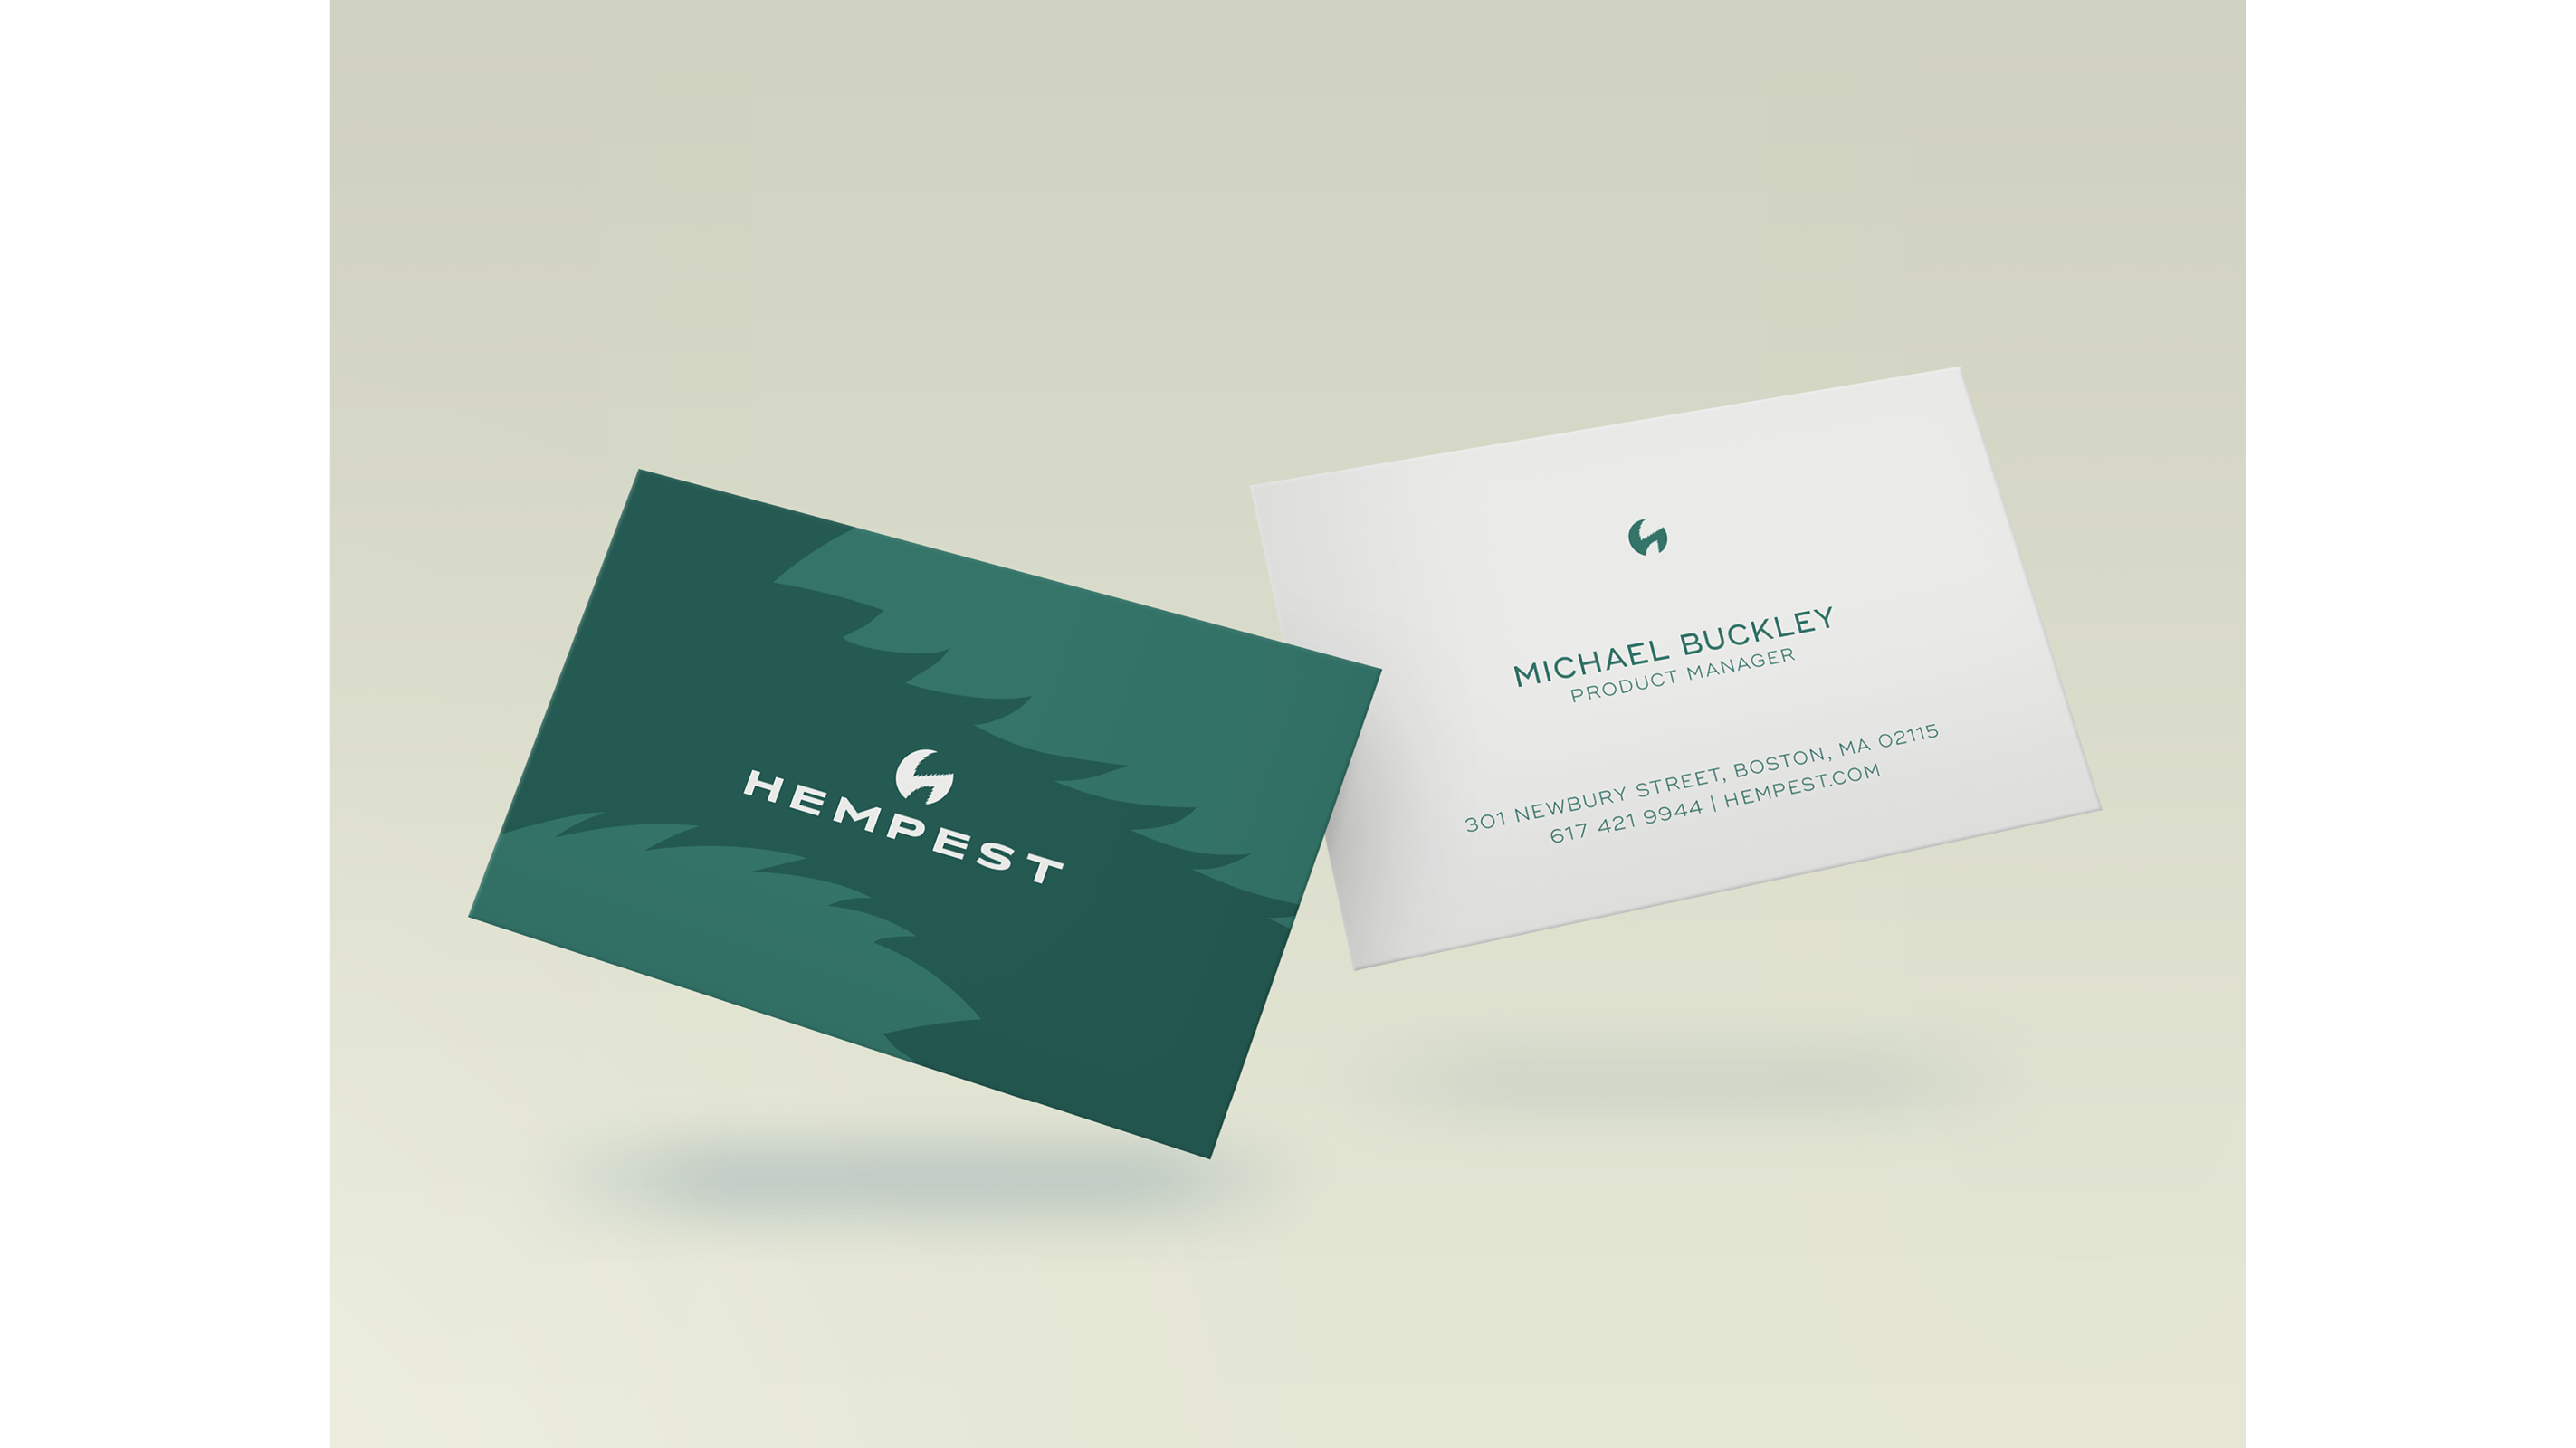 HEMPEST
MICHAEL BUCKLEY
PRODUCT MANAGER
301 NEWBURY STREET, BOSTON, MA 02115
617 421 9944 | HEMPEST.COM